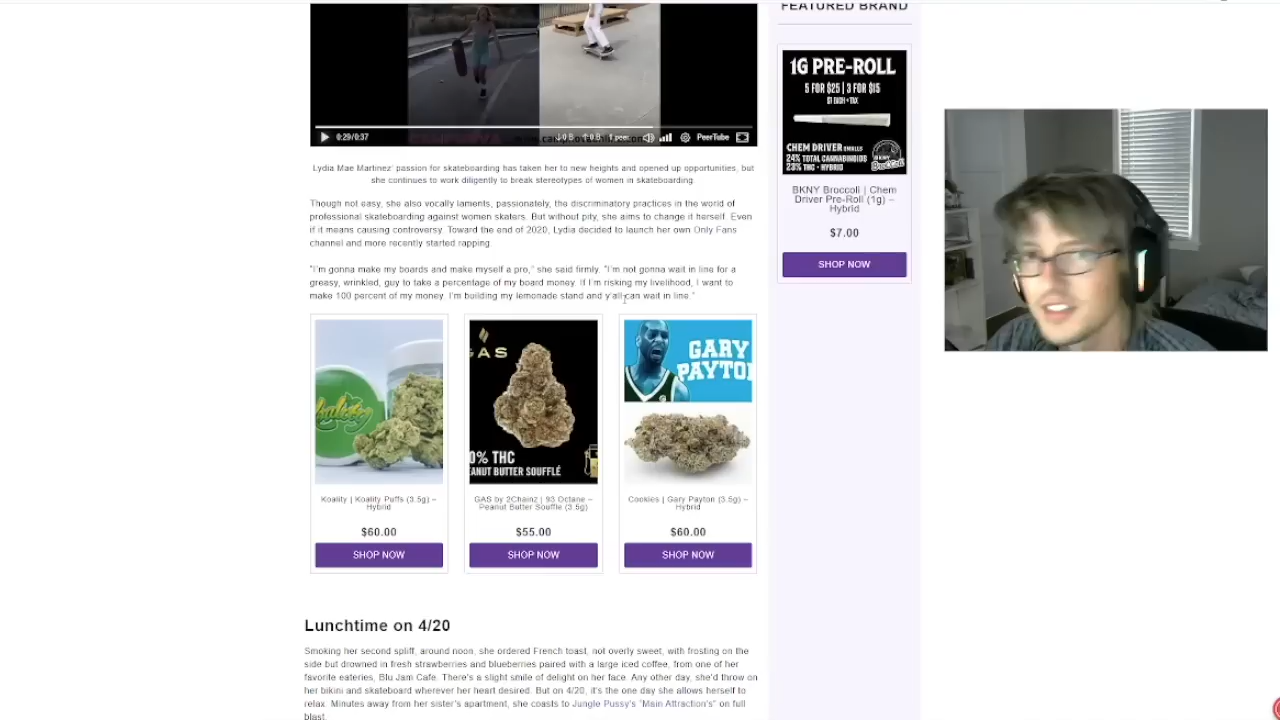 FEATURED BRAND
1G PRE-ROLL
5 FOR $25 | 3 FOR $15
CHEM DRIVER SMALLS
24% TOTAL CANNABINOIDS
23% THC • HYBRID
BKNY Broccoli | Chem
Driver Pre-Roll (1g) –
Hybrid
$7.00
SHOP NOW
0:29/0:37
PeerTube
Lydia Mae Martinez' passion for skateboarding has taken her to new heights and opened up opportunities, but
she continues to work diligently to break stereotypes of women in skateboarding.
Though not easy, she also vocally laments, passionately, the discriminatory practices in the world of
professional skateboarding against women skaters. But without pity, she aims to change it herself. Even
if it means causing controversy. Toward the end of 2020, Lydia decided to launch her own Only Fans
channel and more recently started rapping.
"I'm gonna make my boards and make myself a pro," she said firmly. "I'm not gonna wait in line for a
greasy, wrinkled, guy to take a percentage of my board money. If I'm risking my livelihood, I want to
make 100 percent of my money. I'm building my lemonade stand and y'all can wait in line."
GAS
0% THC
EANUT BUTTER SOUFFLÉ
GARY
PAYTO
Koality | Koality Puffs (3.5g) –
Hybrid
$60.00
SHOP NOW
GAS by 2Chainz | 93 Octane –
Peanut Butter Souffle (3.5g)
$55.00
SHOP NOW
Cookies | Gary Payton (3.5g) –
Hybrid
$60.00
SHOP NOW
Lunchtime on 4/20
Smoking her second spliff, around noon, she ordered French toast, not overly sweet, with frosting on the
side but drowned in fresh strawberries and blueberries paired with a large iced coffee, from one of her
favorite eateries, Blu Jam Cafe. There's a slight smile of delight on her face. Any other day, she'd throw on
her bikini and skateboard wherever her heart desired. But on 4/20, it's the one day she allows herself to
relax. Minutes away from her sister's apartment, she coasts to Jungle Pussy's "Main Attraction's" on full
blast.